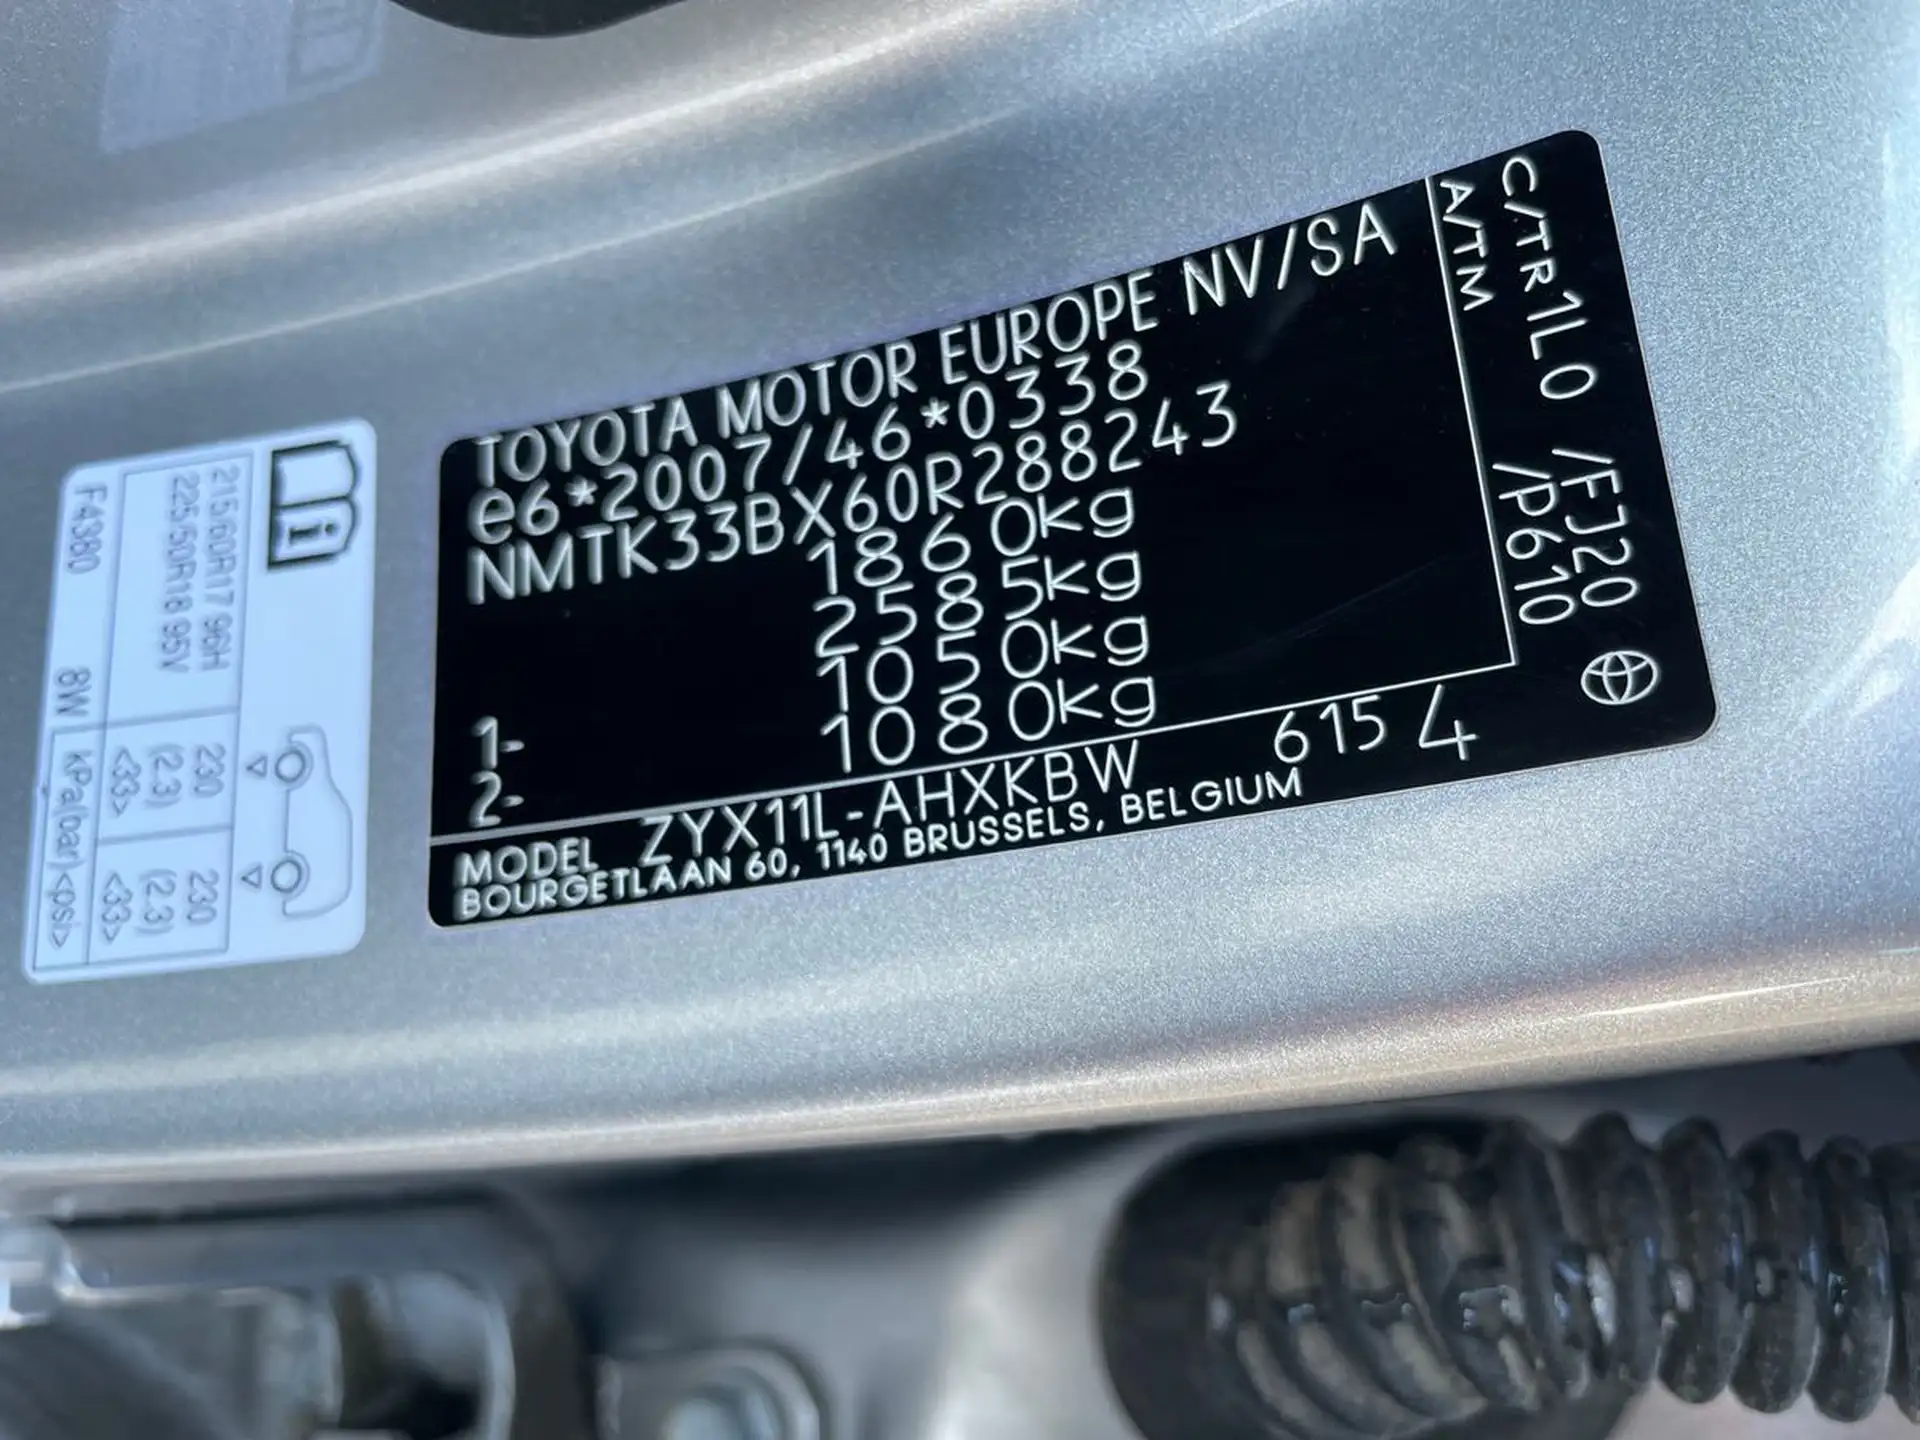 TOYOTA MOTOR EUROPE NV/SA
e6*2007/46*0338
NMTK33BX60R288243
1860kg
2585kg
1- 1050kg
2- 1080kg
MODEL ZYX11L-AHXKBW 615 4
BOURGETLAAN 60, 1140 BRUSSELS, BELGIUM
C/TR 1L0 /FJ20
A/TM /P610
i
215/60R17 96H 230 (2.3) <33> 230 (2.3) <33>
225/50R18 95V
F4380 8W kPa(bar)<psi>